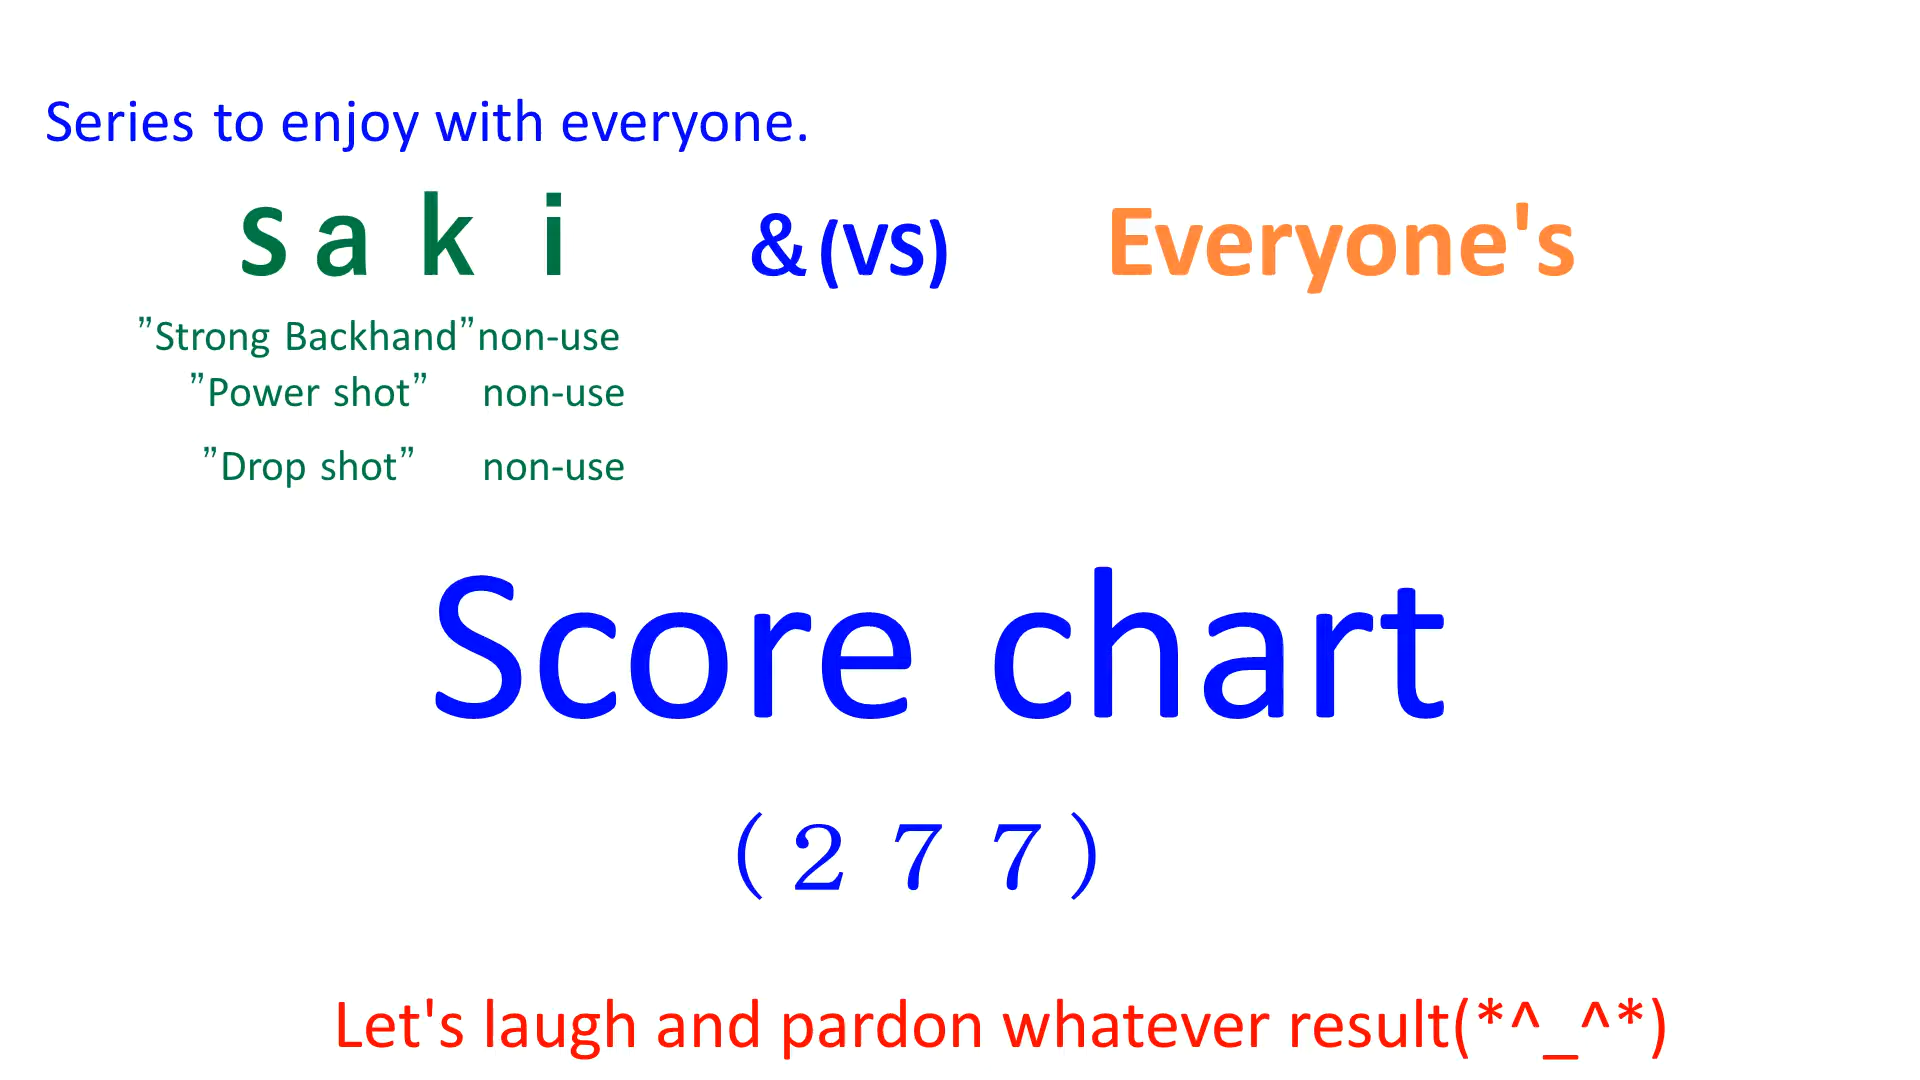 Series to enjoy with everyone.
saki &(VS) Everyone's
”Strong Backhand”non-use
”Power shot” non-use
”Drop shot” non-use
Score chart
(２７７)
Let's laugh and pardon whatever result(*^_^*)